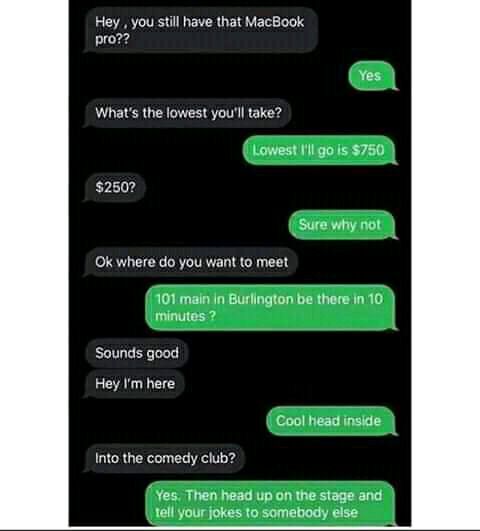 Hey , you still have that MacBook
pro??
Yes
What's the lowest you'll take?
Lowest I'll go is $750
$250?
Sure why not
Ok where do you want to meet
101 main in Burlington be there in 10
minutes ?
Sounds good
Hey I'm here
Cool head inside
Into the comedy club?
Yes. Then head up on the stage and
tell your jokes to somebody else